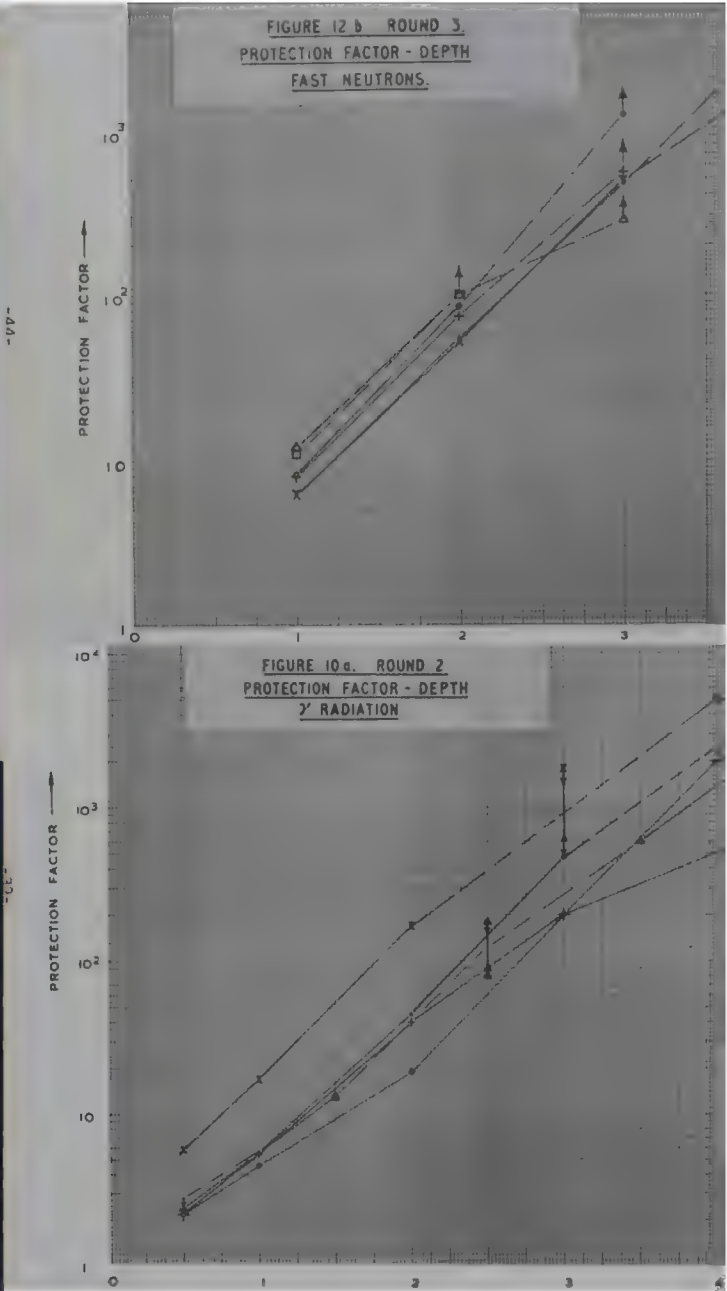 FIGURE 12 b ROUND 3.
PROTECTION FACTOR - DEPTH
FAST NEUTRONS.
10³
10²
10
1
PROTECTION FACTOR
-44-
0 1 2 3
FIGURE 10 a. ROUND 2
PROTECTION FACTOR - DEPTH
γ RADIATION
10⁴
10³
10²
10
1
PROTECTION FACTOR
0 1 2 3 4